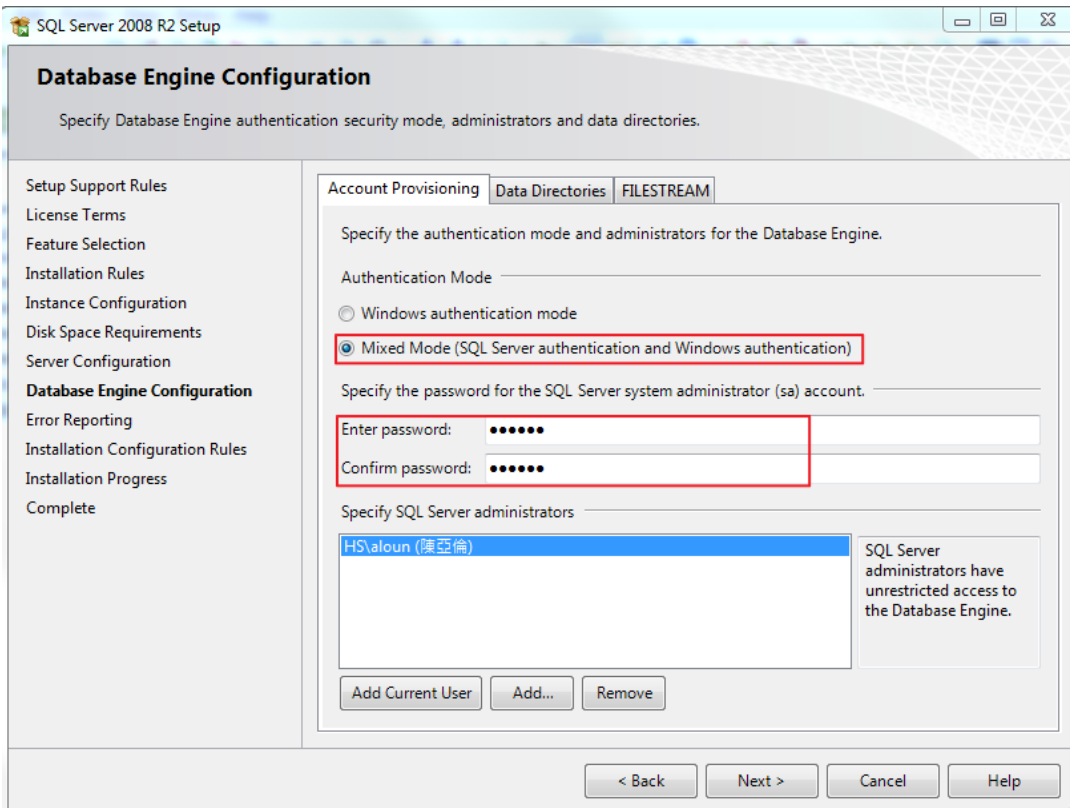 SQL Server 2008 R2 Setup
Database Engine Configuration
Specify Database Engine authentication security mode, administrators and data directories.
Setup Support Rules
License Terms
Feature Selection
Installation Rules
Instance Configuration
Disk Space Requirements
Server Configuration
Database Engine Configuration
Error Reporting
Installation Configuration Rules
Installation Progress
Complete
Account Provisioning Data Directories FILESTREAM
Specify the authentication mode and administrators for the Database Engine.
Authentication Mode
Windows authentication mode
Mixed Mode (SQL Server authentication and Windows authentication)
Specify the password for the SQL Server system administrator (sa) account.
Enter password: ●●●●●●
Confirm password: ●●●●●●
Specify SQL Server administrators
HS\aloun (陳亞倫)
SQL Server
administrators have
unrestricted access to
the Database Engine.
Add Current User Add... Remove
< Back Next > Cancel Help